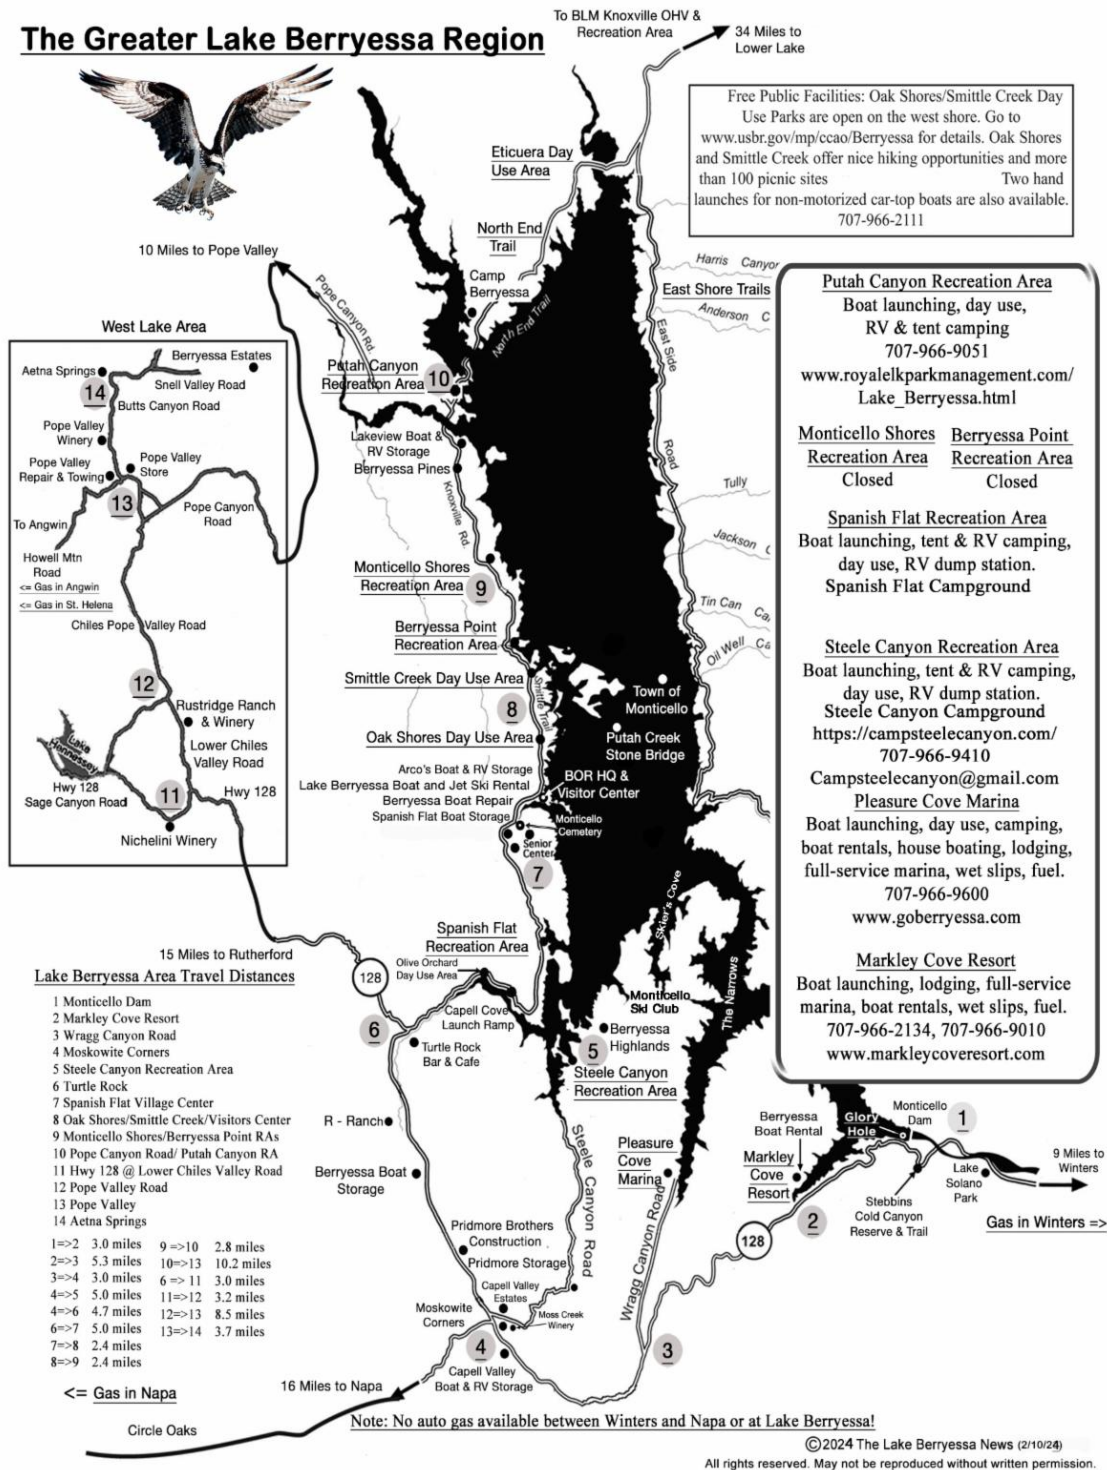 The Greater Lake Berryessa Region
To BLM Knoxville OHV &
Recreation Area
34 Miles to
Lower Lake
Free Public Facilities: Oak Shores/Smittle Creek Day
Use Parks are open on the west shore. Go to
www.usbr.gov/mp/ccao/Berryessa for details. Oak Shores
and Smittle Creek offer nice hiking opportunities and more
than 100 picnic sites Two hand
launches for non-motorized car-top boats are also available.
707-966-2111
Eticuera Day
Use Area
North End
Trail
Camp
Berryessa
North End Trail
Harris Canyon
East Shore Trails
Anderson C
East Side
Road
10 Miles to Pope Valley
Pope Canyon Rd.
Putah Canyon
Recreation Area
10
Lakeview Boat &
RV Storage
Berryessa Pines
Knoxville Rd.
Tully
Jackson C
Tin Can Ca
Oil Well Ca
West Lake Area
Aetna Springs
Berryessa Estates
14
Snell Valley Road
Butts Canyon Road
Pope Valley
Winery
Pope Valley
Repair & Towing
Pope Valley
Store
13
Pope Canyon
Road
To Angwin
Howell Mtn
Road
<= Gas in Angwin
<= Gas in St. Helena
Chiles Pope Valley Road
12
Rustridge Ranch
& Winery
Lake
Hennessey
Lower Chiles
Valley Road
Hwy 128
Sage Canyon Road
11
Hwy 128
Nichelini Winery
Monticello Shores
Recreation Area
9
Berryessa Point
Recreation Area
Smittle Creek Day Use Area
Smittle Trail
8
Oak Shores Day Use Area
Town of
Monticello
Putah Creek
Stone Bridge
Arco's Boat & RV Storage
Lake Berryessa Boat and Jet Ski Rental
Berryessa Boat Repair
Spanish Flat Boat Storage
BOR HQ &
Visitor Center
Monticello
Cemetery
Senior
Center
7
Spanish Flat
Recreation Area
Olive Orchard
Day Use Area
Capell Cove
Launch Ramp
Skier's Cove
Monticello
Ski Club
The Narrows
Berryessa
Highlands
5
Steele Canyon
Recreation Area
15 Miles to Rutherford
128
6
Turtle Rock
Bar & Cafe
R - Ranch
Berryessa Boat
Storage
Steele Canyon Road
Pleasure
Cove
Marina
Wragg Canyon Road
Pridmore Brothers
Construction
Pridmore Storage
Capell Valley
Estates
Moss Creek
Winery
Moskowite
Corners
4
Capell Valley
Boat & RV Storage
3
16 Miles to Napa
Circle Oaks
Putah Canyon Recreation Area
Boat launching, day use,
RV & tent camping
707-966-9051
www.royalelkparkmanagement.com/
Lake_Berryessa.html
Monticello Shores
Recreation Area
Closed
Berryessa Point
Recreation Area
Closed
Spanish Flat Recreation Area
Boat launching, tent & RV camping,
day use, RV dump station.
Spanish Flat Campground
Steele Canyon Recreation Area
Boat launching, tent & RV camping,
day use, RV dump station.
Steele Canyon Campground
https://campsteelecanyon.com/
707-966-9410
Campsteelecanyon@gmail.com
Pleasure Cove Marina
Boat launching, day use, camping,
boat rentals, house boating, lodging,
full-service marina, wet slips, fuel.
707-966-9600
www.goberryessa.com
Markley Cove Resort
Boat launching, lodging, full-service
marina, boat rentals, wet slips, fuel.
707-966-2134, 707-966-9010
www.markleycoveresort.com
Berryessa
Boat Rental
Glory
Hole
Monticello
Dam
1
Markley
Cove
Resort
2
128
Stebbins
Cold Canyon
Reserve & Trail
Lake
Solano
Park
9 Miles to
Winters
Gas in Winters =>
Lake Berryessa Area Travel Distances
1 Monticello Dam
2 Markley Cove Resort
3 Wragg Canyon Road
4 Moskowite Corners
5 Steele Canyon Recreation Area
6 Turtle Rock
7 Spanish Flat Village Center
8 Oak Shores/Smittle Creek/Visitors Center
9 Monticello Shores/Berryessa Point RAs
10 Pope Canyon Road/ Putah Canyon RA
11 Hwy 128 @ Lower Chiles Valley Road
12 Pope Valley Road
13 Pope Valley
14 Aetna Springs
1=>2 3.0 miles 9 =>10 2.8 miles
2=>3 5.3 miles 10=>13 10.2 miles
3=>4 3.0 miles 6 => 11 3.0 miles
4=>5 5.0 miles 11=>12 3.2 miles
4=>6 4.7 miles 12=>13 8.5 miles
6=>7 5.0 miles 13=>14 3.7 miles
7=>8 2.4 miles
8=>9 2.4 miles
<= Gas in Napa
Note: No auto gas available between Winters and Napa or at Lake Berryessa!
©2024 The Lake Berryessa News (2/10/24)
All rights reserved. May not be reproduced without written permission.